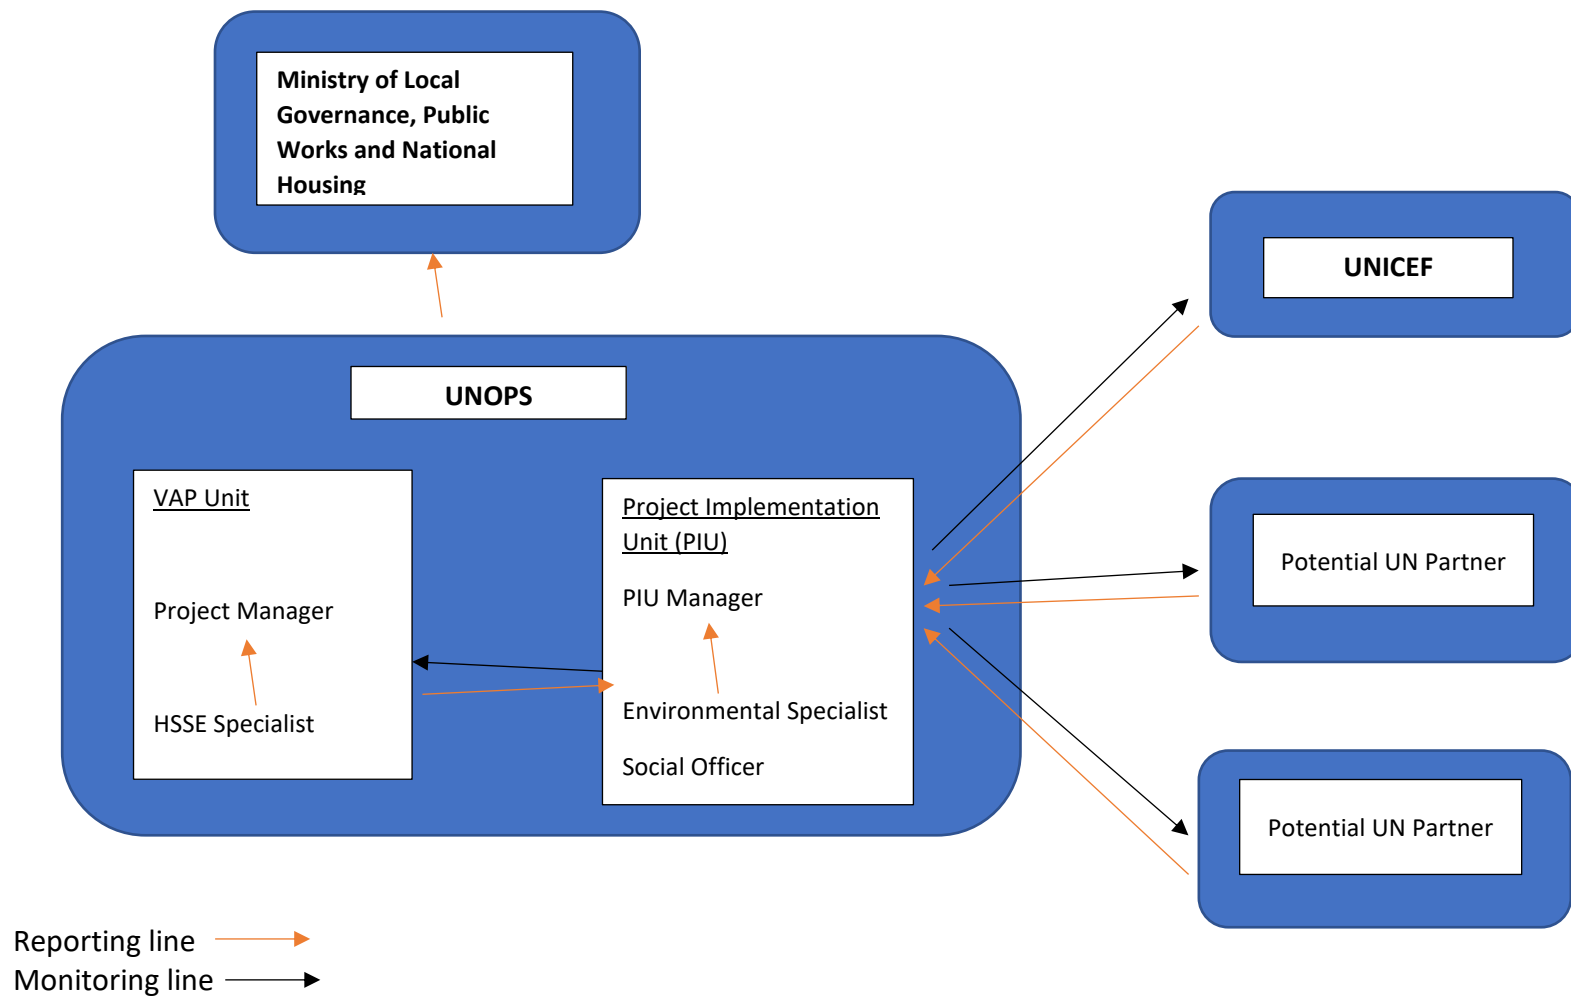 Ministry of Local
Governance, Public
Works and National
Housing
UNICEF
UNOPS
VAP Unit
Project Manager
HSSE Specialist
Project Implementation
Unit (PIU)
PIU Manager
Environmental Specialist
Social Officer
Potential UN Partner
Potential UN Partner
Reporting line
Monitoring line